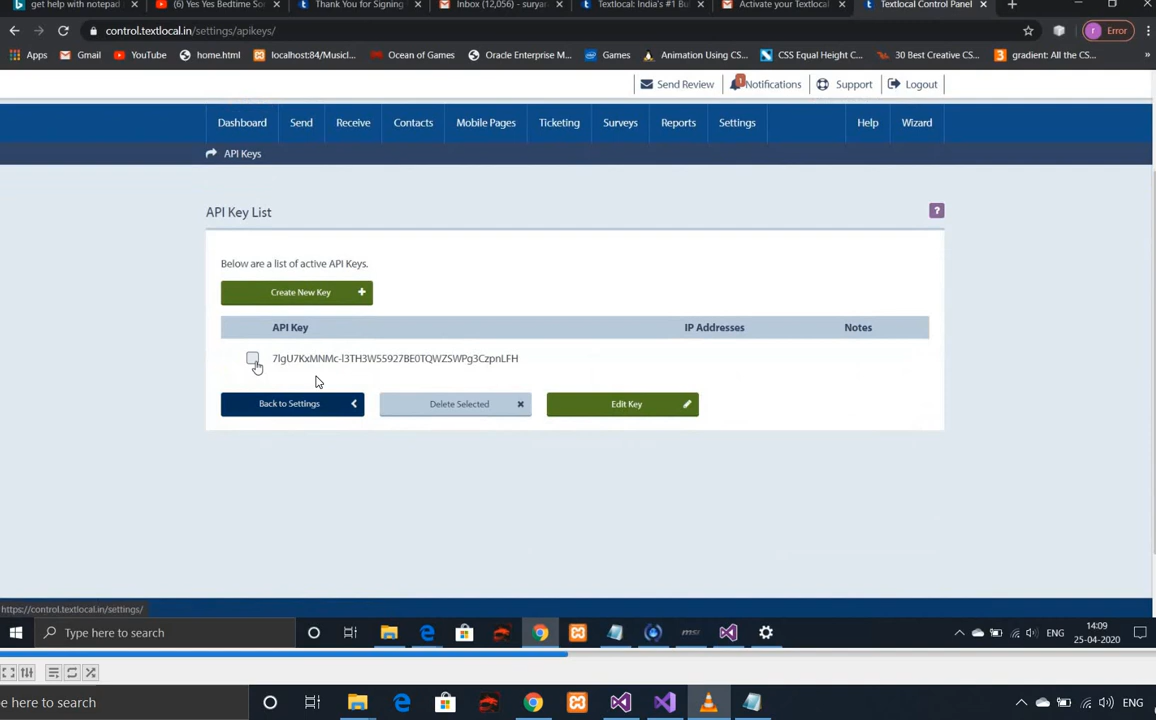 get help with notepad
(6) Yes Yes Bedtime So
Thank You for Signing
Inbox (12,056) - surya
Textlocal: India's #1 Bu
Activate your Textlocal
Textlocal Control Panel
control.textlocal.in/settings/apikeys/
r Error
Apps
Gmail
YouTube
home.html
localhost:84/Musicl...
Ocean of Games
Oracle Enterprise M...
Games
Animation Using CS...
CSS Equal Height C...
30 Best Creative CS...
gradient: All the CS...
Send Review
1 Notifications
Support
Logout
Dashboard
Send
Receive
Contacts
Mobile Pages
Ticketing
Surveys
Reports
Settings
Help
Wizard
API Keys
API Key List
?
Below are a list of active API Keys.
Create New Key +
API Key
IP Addresses
Notes
7lgU7KxMNMc-l3TH3W55927BE0TQWZSWPg3CzpnLFH
Back to Settings
Delete Selected
Edit Key
https://control.textlocal.in/settings/
Type here to search
ENG
14:09
25-04-2020
here to search
ENG